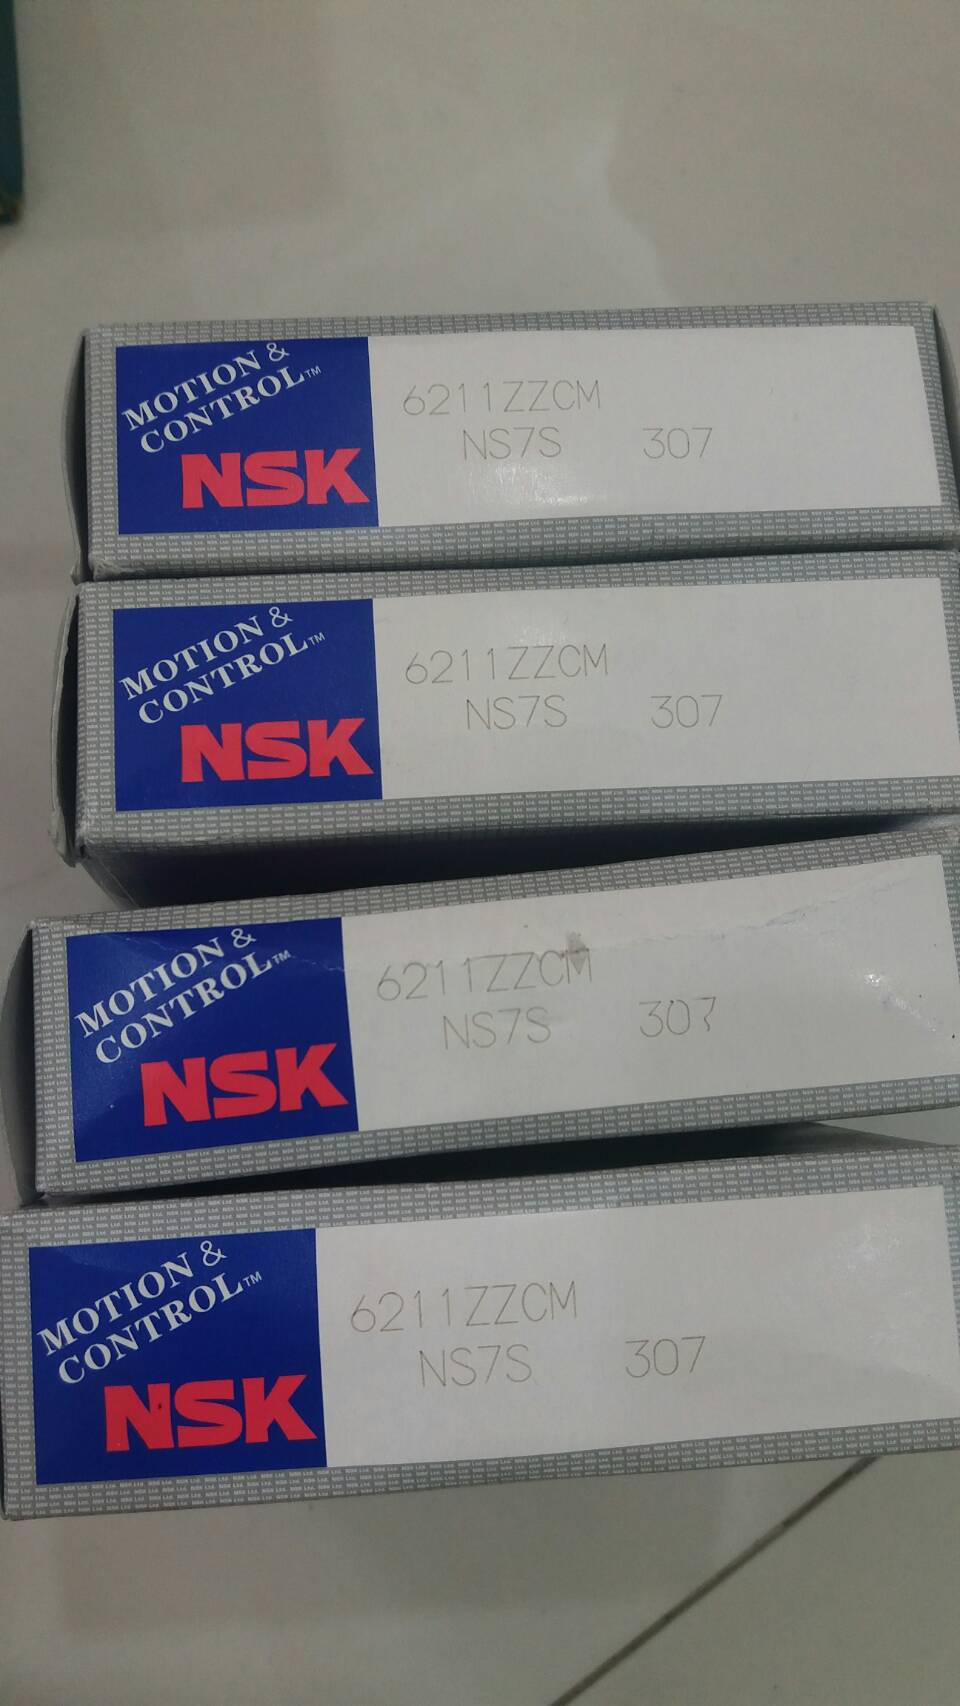 MOTION &
CONTROL™
NSK
6211ZZCM
NS7S 307
MOTION &
CONTROL™
NSK
6211ZZCM
NS7S 307
MOTION &
CONTROL™
NSK
6211ZZCM
NS7S 307
MOTION &
CONTROL™
NSK
6211ZZCM
NS7S 307